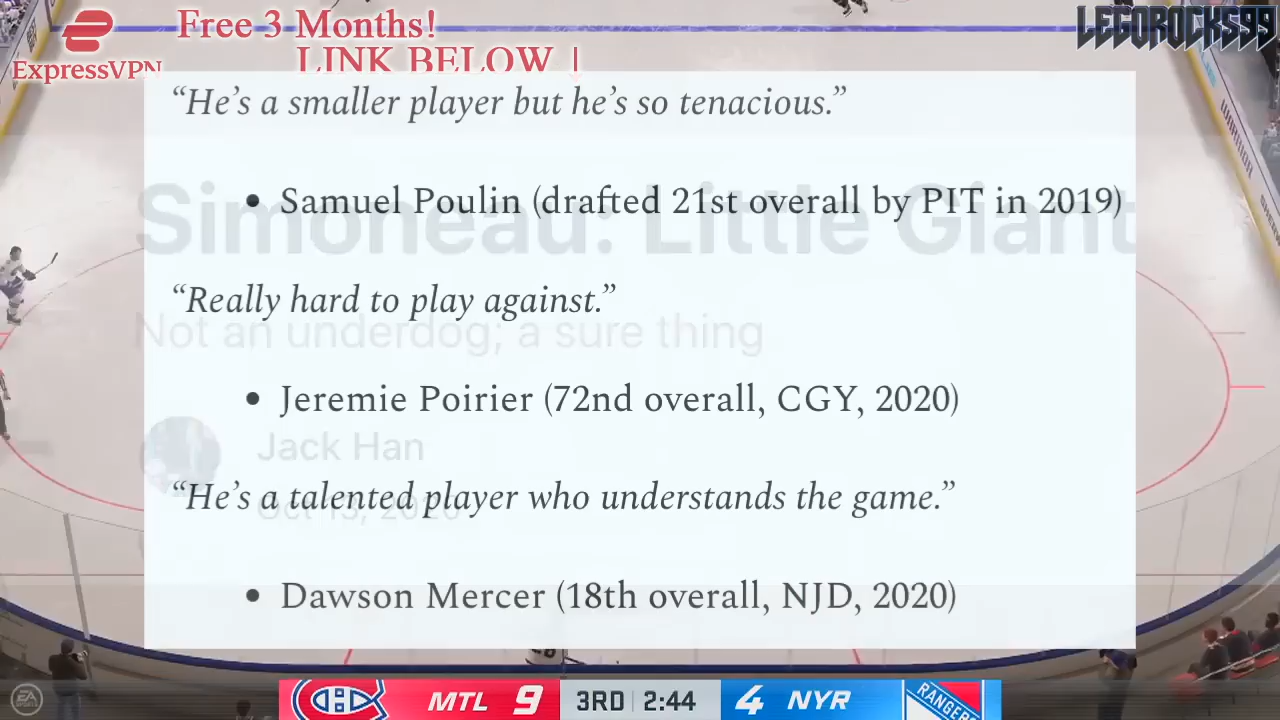 Free 3 Months!
LINK BELOW ↓
ExpressVPN
LEGOROCKS99
“He’s a smaller player but he’s so tenacious.”
• Samuel Poulin (drafted 21st overall by PIT in 2019)
Simoneau: Little Giant
“Really hard to play against.”
Not an underdog; a sure thing
• Jeremie Poirier (72nd overall, CGY, 2020)
Jack Han
“He’s a talented player who understands the game.”
• Dawson Mercer (18th overall, NJD, 2020)
EA
SPORTS
MTL 9 3RD 2:44 4 NYR
RANGERS